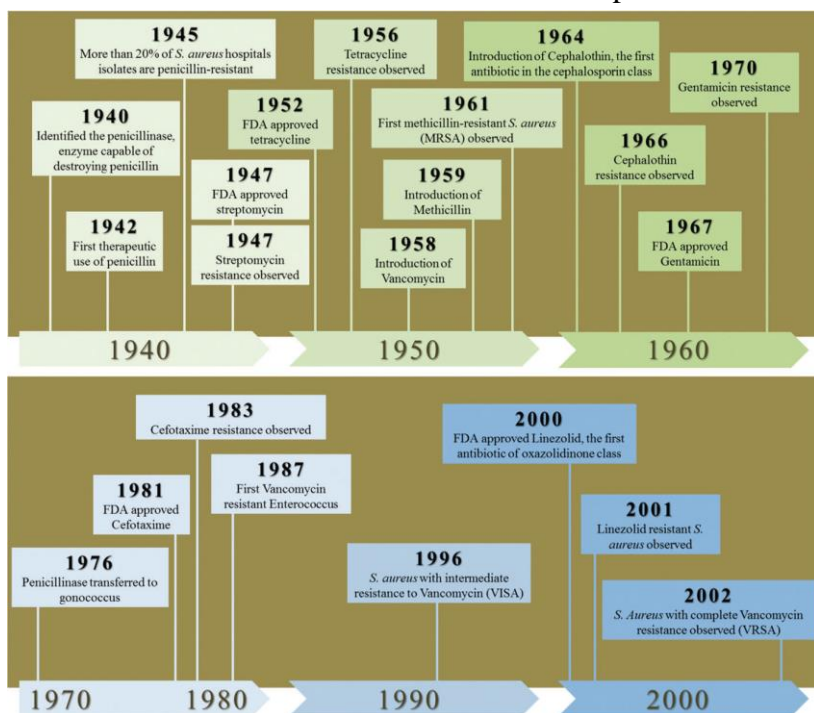 1945
More than 20% of S. aureus hospitals
isolates are penicillin-resistant
1956
Tetracycline
resistance observed
1964
Introduction of Cephalothin, the first
antibiotic in the cephalosporin class
1970
Gentamicin resistance
observed
1940
Identified the penicillinase,
enzyme capable of
destroying penicillin
1952
FDA approved
tetracycline
1961
First methicillin-resistant S. aureus
(MRSA) observed
1966
Cephalothin
resistance observed
1942
First therapeutic
use of penicillin
1947
FDA approved
streptomycin
1947
Streptomycin
resistance observed
1959
Introduction of
Methicillin
1958
Introduction of
Vancomycin
1967
FDA approved
Gentamicin
1940
1950
1960
1983
Cefotaxime resistance observed
2000
FDA approved Linezolid, the first
antibiotic of oxazolidinone class
1981
FDA approved
Cefotaxime
1987
First Vancomycin
resistant Enterococcus
2001
Linezolid resistant S.
aureus observed
1976
Penicillinase transferred to
gonococcus
1996
S. aureus with intermediate
resistance to Vancomycin (VISA)
2002
S. Aureus with complete Vancomycin
resistance observed (VRSA)
1970
1980
1990
2000